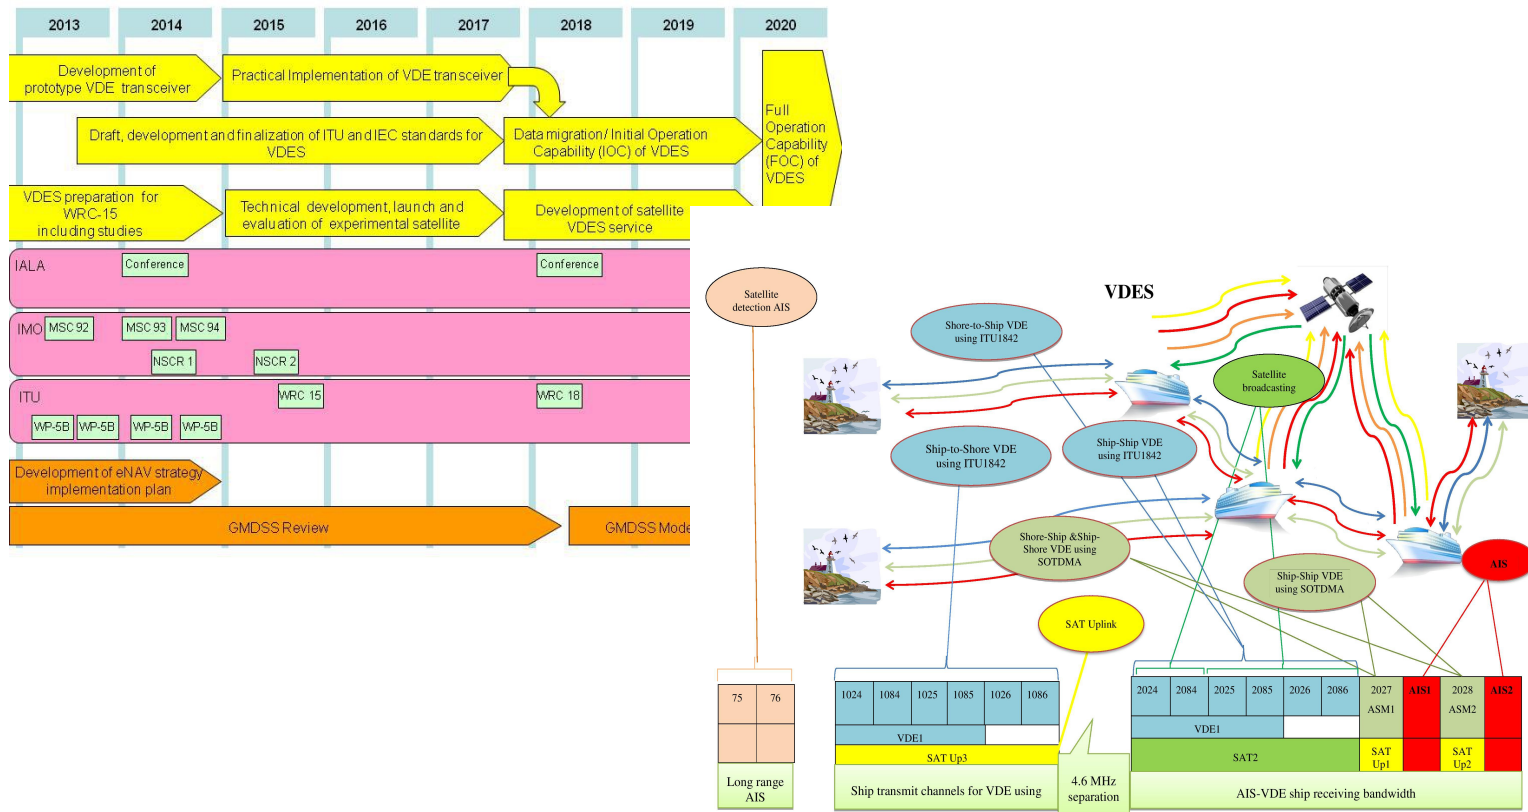 2013
2014
2015
2016
2017
2018
2019
2020
Development of
prototype VDE transceiver
Practical Implementation of VDE transceiver
Full
Operation
Capability
(FOC) of
VDES
Draft, development and finalization of ITU and IEC standards for
VDES
Data migration/ Initial Operation
Capability (IOC) of VDES
VDES preparation for
WRC-15
including studies
Technical development, launch and
evaluation of experimental satellite
Development of satellite
VDES service
IALA
Conference
Conference
IMO
MSC 92
MSC 93
MSC 94
NSCR 1
NSCR 2
ITU
WRC 15
WRC 18
WP-5B
WP-5B
WP-5B
WP-5B
Development of eNAV strategy
implementation plan
GMDSS Review
GMDSS Mode
VDES
Satellite
detection AIS
Shore-to-Ship VDE
using ITU1842
Satellite
broadcasting
Ship-to-Shore VDE
using ITU1842
Ship-Ship VDE
using ITU1842
Shore-Ship &Ship-
Shore VDE using
SOTDMA
Ship-Ship VDE
using SOTDMA
AIS
SAT Uplink
75
76
Long range
AIS
1024
1084
1025
1085
1026
1086
VDE1
SAT Up3
Ship transmit channels for VDE using
4.6 MHz
separation
2024
2084
2025
2085
2026
2086
2027
ASM1
AIS1
2028
ASM2
AIS2
VDE1
SAT2
SAT
Up1
SAT
Up2
AIS-VDE ship receiving bandwidth